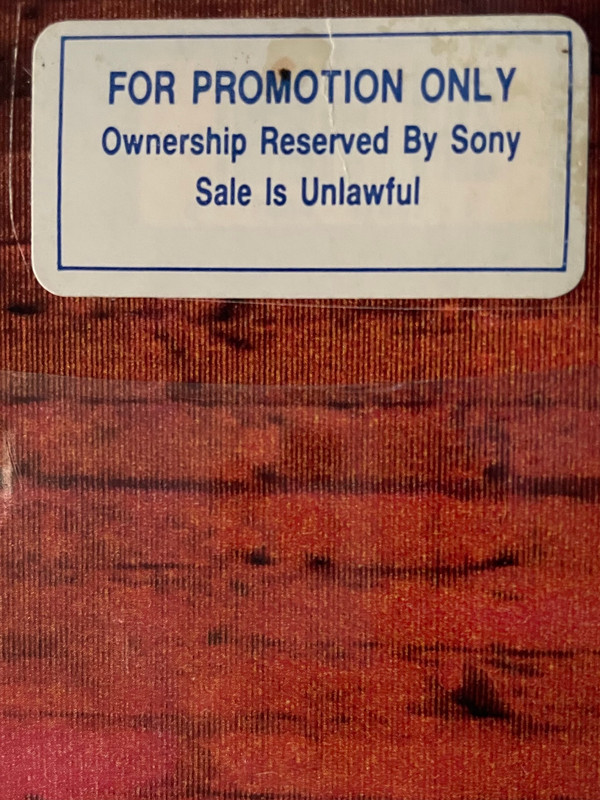 FOR PROMOTION ONLY
Ownership Reserved By Sony
Sale Is Unlawful